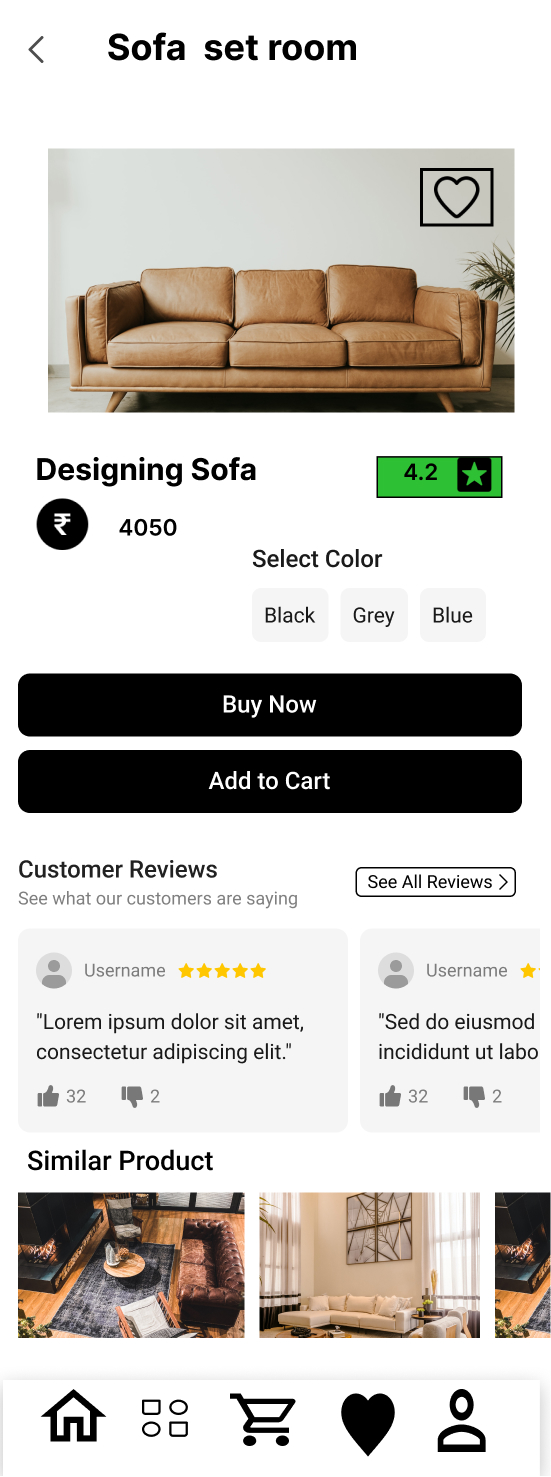 Sofa  set room
Designing Sofa
4.2
₹ 4050
Select Color
Black Grey Blue
Buy Now
Add to Cart
Customer Reviews
See All Reviews
See what our customers are saying
Username
"Lorem ipsum dolor sit amet,
consectetur adipiscing elit."
32 2
Username
"Sed do eiusmod
incididunt ut labo
32 2
Similar Product